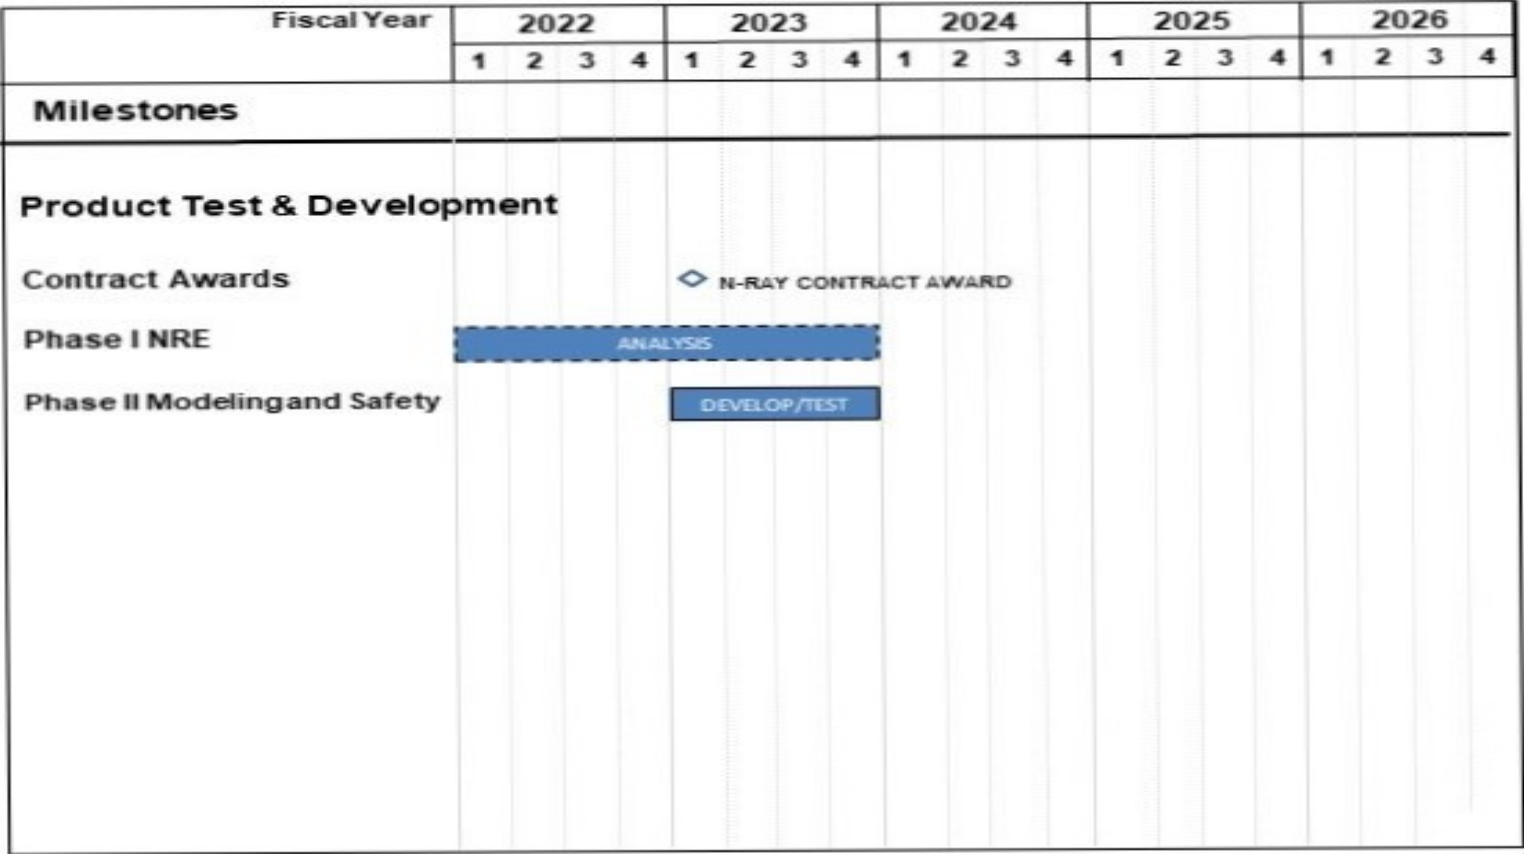 Fiscal Year 2022 2023 2024 2025 2026
1 2 3 4 1 2 3 4 1 2 3 4 1 2 3 4 1 2 3 4
Milestones
Product Test & Development
Contract Awards N-RAY CONTRACT AWARD
Phase I NRE ANALYSIS
Phase II Modeling and Safety DEVELOP/TEST